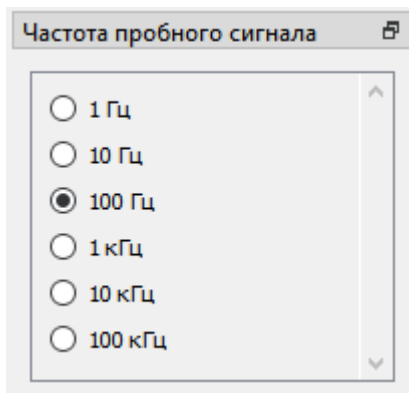 Частота пробного сигнала
1 Гц
10 Гц
100 Гц
1 кГц
10 кГц
100 кГц